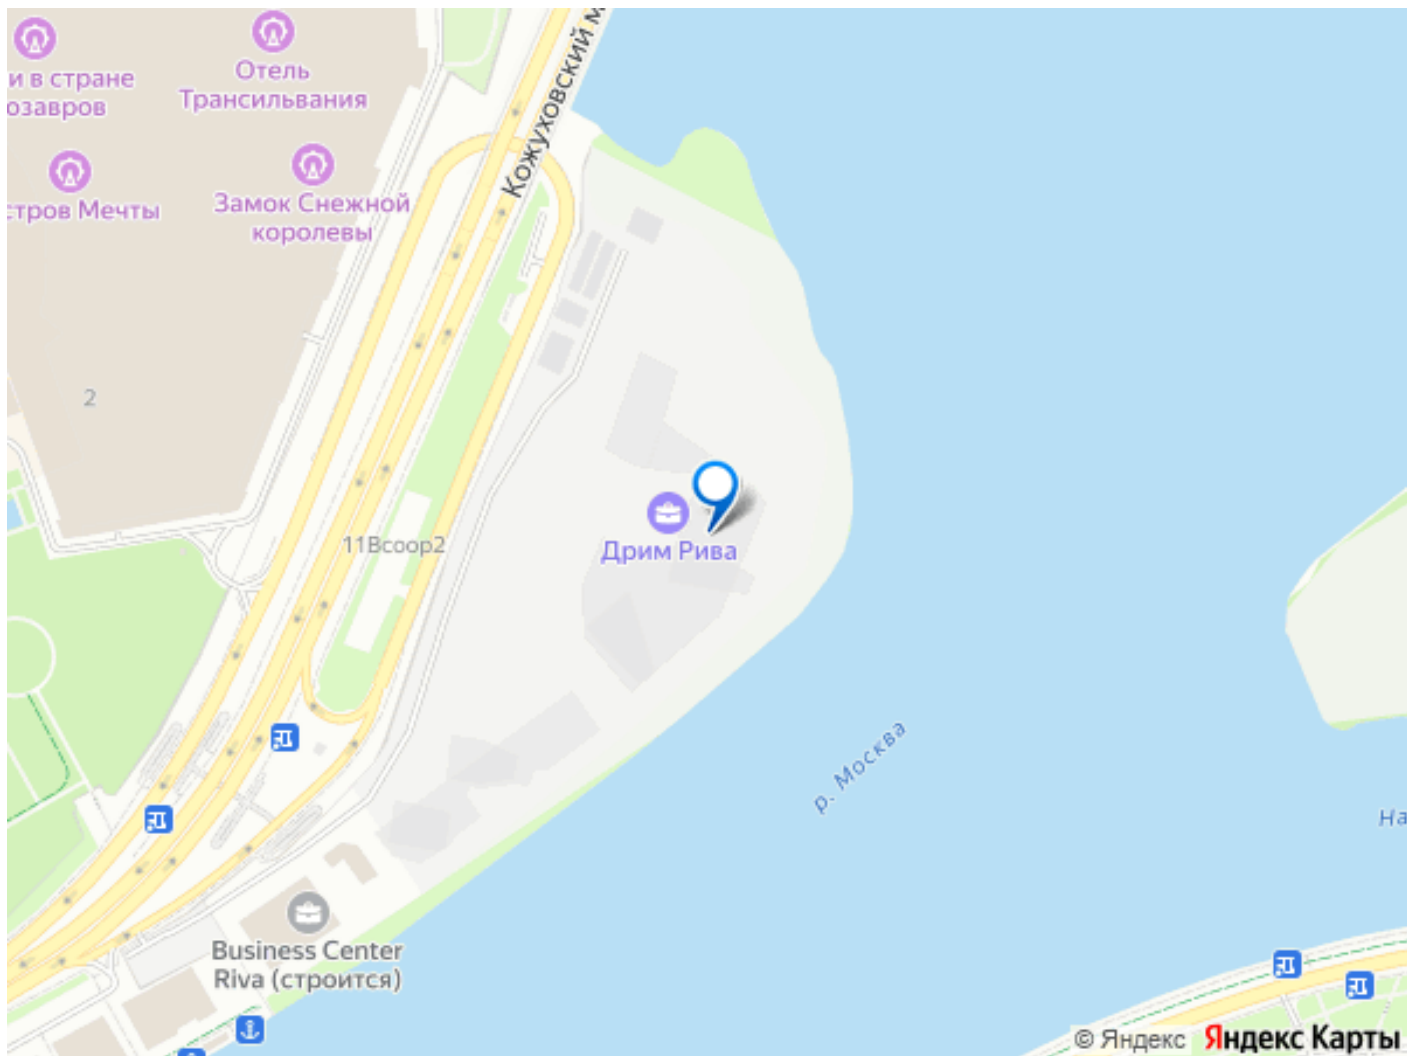 и в стране
озавров
Отель
Трансильвания
Кожуховский м
стров Мечты
Замок Снежной
королевы
2
11Всоор2
Дрим Рива
р. Москва
На
Business Center
Riva (строится)
© Яндекс Яндекс Карты